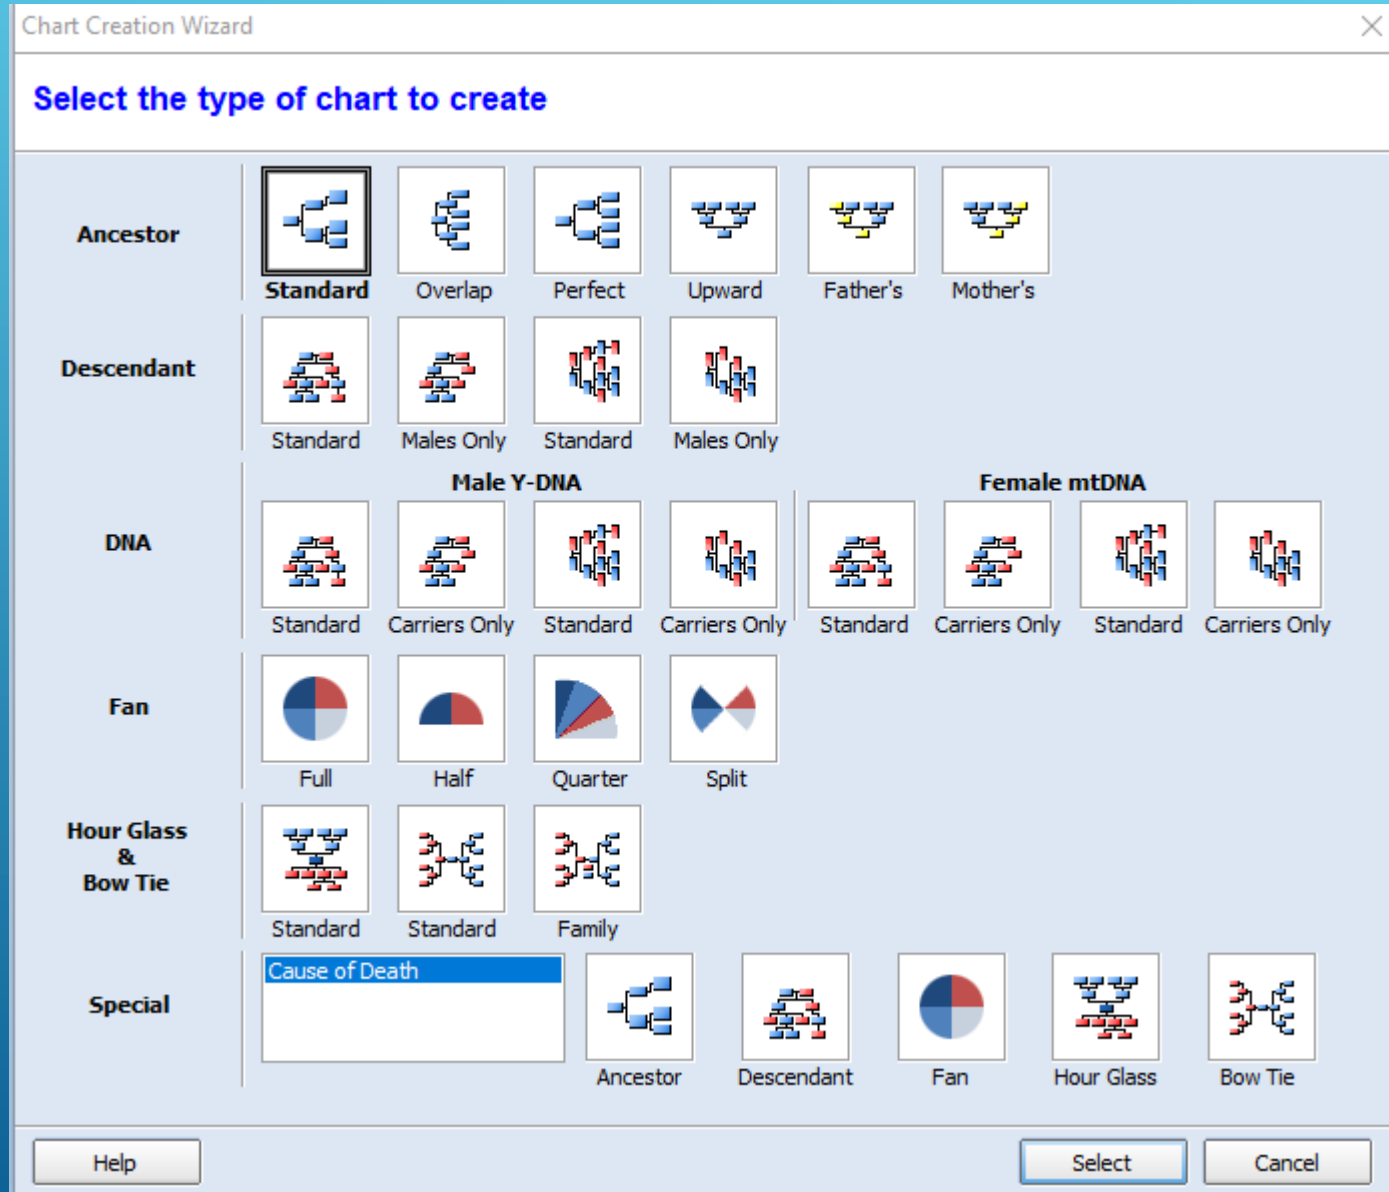 Chart Creation Wizard
Select the type of chart to create
Ancestor
Standard Overlap Perfect Upward Father's Mother's
Descendant
Standard Males Only Standard Males Only
Male Y-DNA Female mtDNA
DNA
Standard Carriers Only Standard Carriers Only Standard Carriers Only Standard Carriers Only
Fan
Full Half Quarter Split
Hour Glass
&
Bow Tie
Standard Standard Family
Special
Cause of Death
Ancestor Descendant Fan Hour Glass Bow Tie
Help Select Cancel